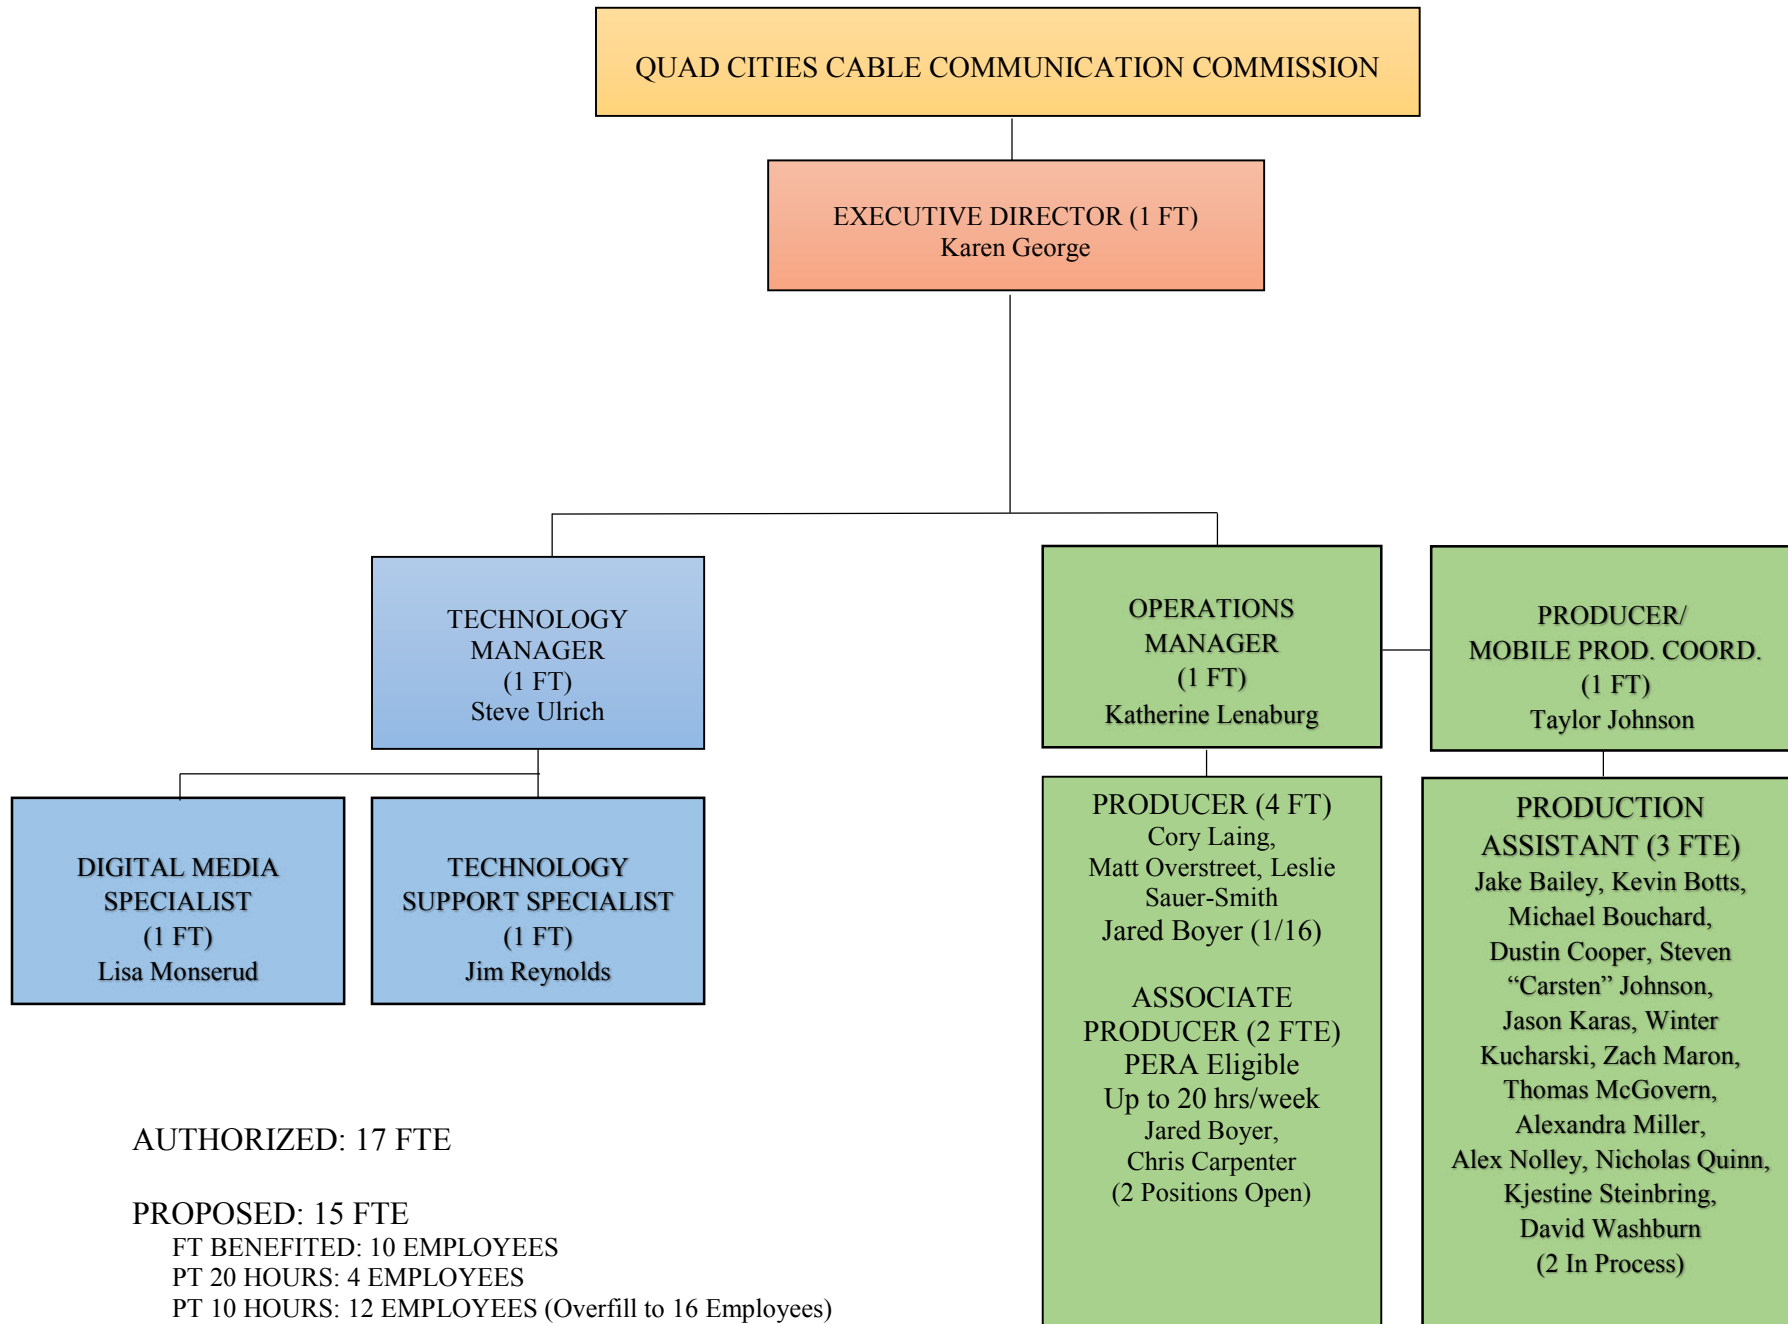 QUAD CITIES CABLE COMMUNICATION COMMISSION
EXECUTIVE DIRECTOR (1 FT)
Karen George
TECHNOLOGY
MANAGER
(1 FT)
Steve Ulrich
OPERATIONS
MANAGER
(1 FT)
Katherine Lenaburg
PRODUCER/
MOBILE PROD. COORD.
(1 FT)
Taylor Johnson
DIGITAL MEDIA
SPECIALIST
(1 FT)
Lisa Monserud
TECHNOLOGY
SUPPORT SPECIALIST
(1 FT)
Jim Reynolds
PRODUCER (4 FT)
Cory Laing,
Matt Overstreet, Leslie
Sauer-Smith
Jared Boyer (1/16)
ASSOCIATE
PRODUCER (2 FTE)
PERA Eligible
Up to 20 hrs/week
Jared Boyer,
Chris Carpenter
(2 Positions Open)
PRODUCTION
ASSISTANT (3 FTE)
Jake Bailey, Kevin Botts,
Michael Bouchard,
Dustin Cooper, Steven
“Carsten” Johnson,
Jason Karas, Winter
Kucharski, Zach Maron,
Thomas McGovern,
Alexandra Miller,
Alex Nolley, Nicholas Quinn,
Kjestine Steinbring,
David Washburn
(2 In Process)
AUTHORIZED: 17 FTE
PROPOSED: 15 FTE
FT BENEFITED: 10 EMPLOYEES
PT 20 HOURS: 4 EMPLOYEES
PT 10 HOURS: 12 EMPLOYEES (Overfill to 16 Employees)